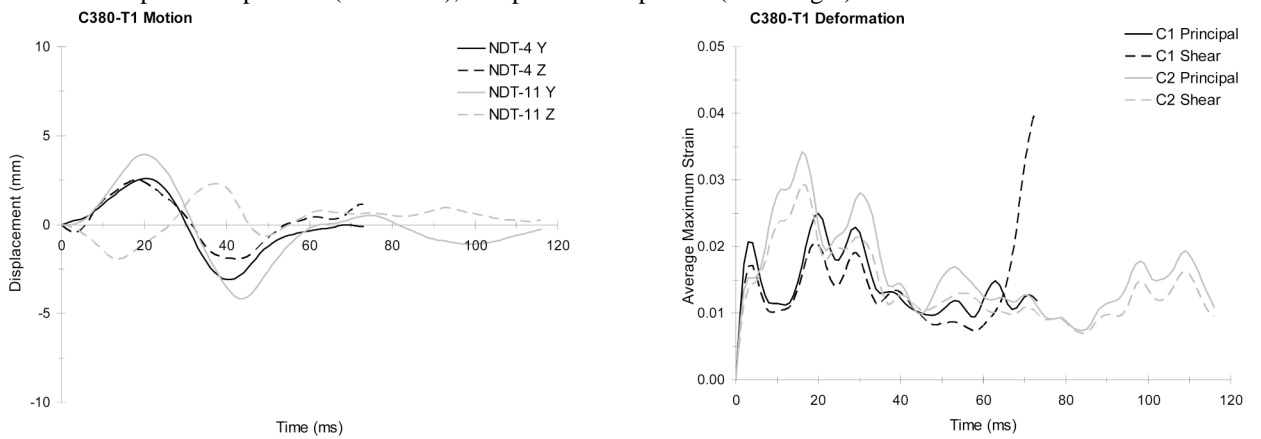 C380-T1 Motion
10
5
0
-5
-10
0
20
40
60
80
100
120
Displacement (mm)
Time (ms)
NDT-4 Y
NDT-4 Z
NDT-11 Y
NDT-11 Z
C380-T1 Deformation
0.05
0.04
0.03
0.02
0.01
0.00
0
20
40
60
80
100
120
Average Maximum Strain
Time (ms)
C1 Principal
C1 Shear
C2 Principal
C2 Shear